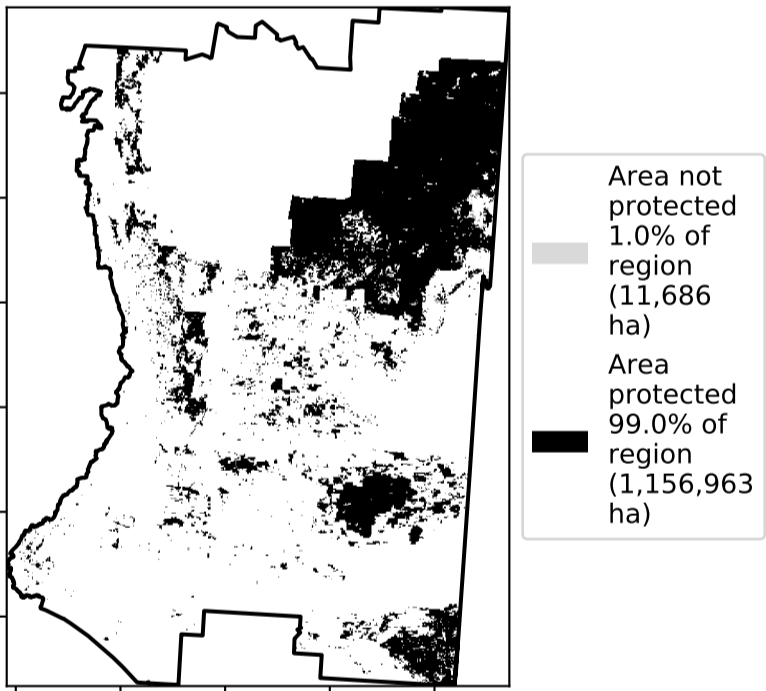 Area not
protected
1.0% of
region
(11,686
ha)
Area
protected
99.0% of
region
(1,156,963
ha)